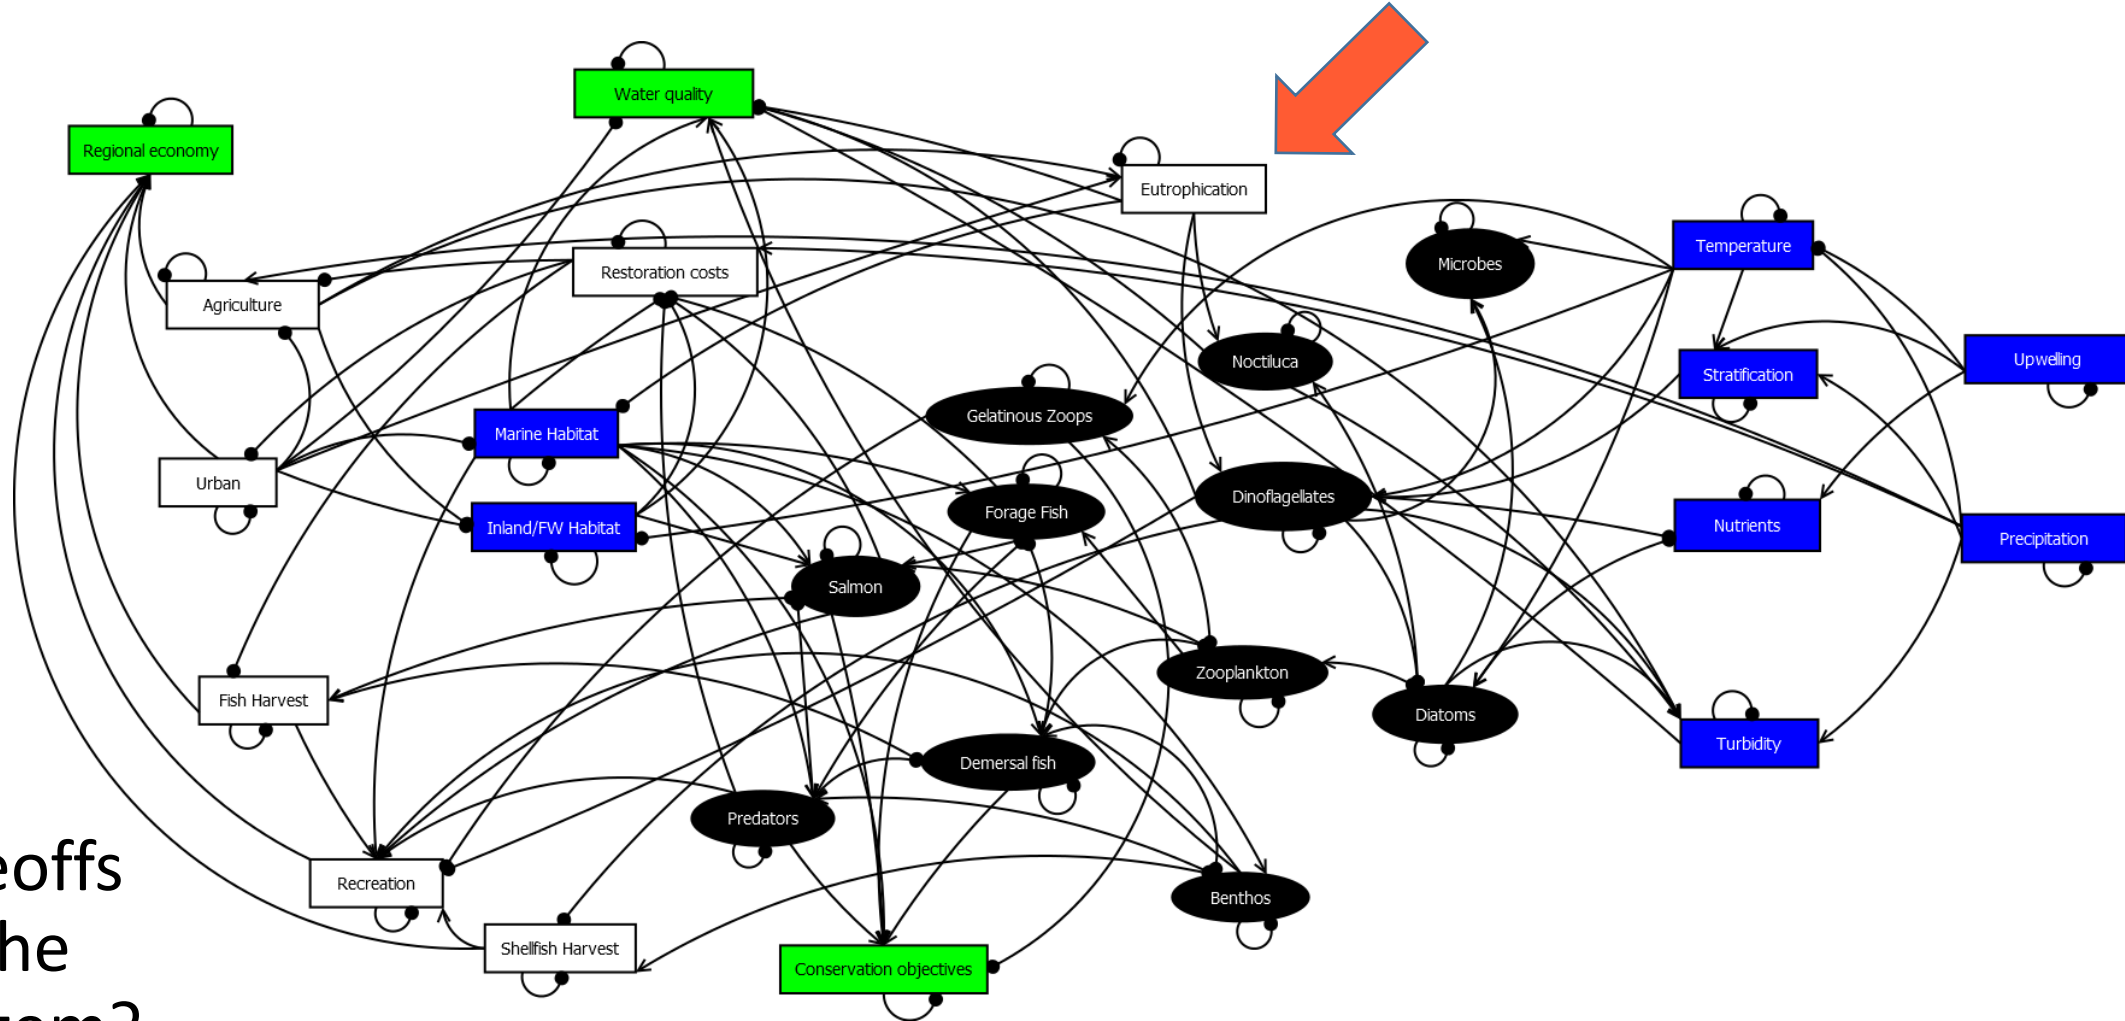 Water quality
Regional economy
Eutrophication
Temperature
Restoration costs
Microbes
Agriculture
Upwelling
Noctiluca
Stratification
Gelatinous Zoops
Marine Habitat
Urban
Dinoflagellates
Forage Fish
Inland/FW Habitat
Nutrients
Precipitation
Salmon
Zooplankton
Fish Harvest
Diatoms
Turbidity
Demersal fish
Predators
eoffs
Recreation
Benthos
he
Shellfish Harvest
Conservation objectives